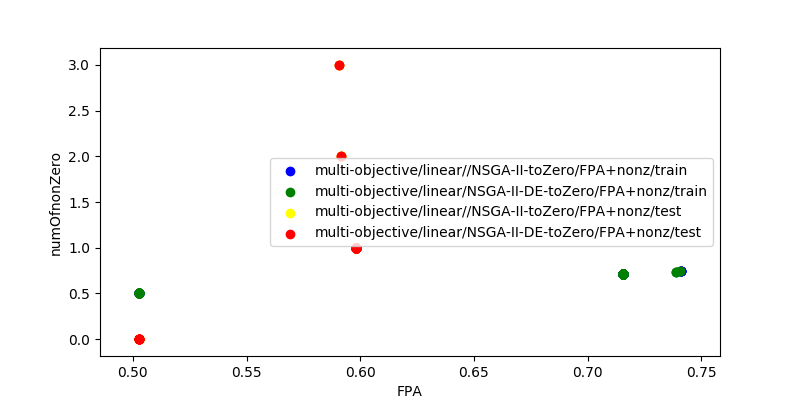 3.0
2.5
2.0
1.5
1.0
0.5
0.0
numOfnonZero
multi-objective/linear//NSGA-II-toZero/FPA+nonz/train
multi-objective/linear/NSGA-II-DE-toZero/FPA+nonz/train
multi-objective/linear//NSGA-II-toZero/FPA+nonz/test
multi-objective/linear/NSGA-II-DE-toZero/FPA+nonz/test
0.50 0.55 0.60 0.65 0.70 0.75
FPA